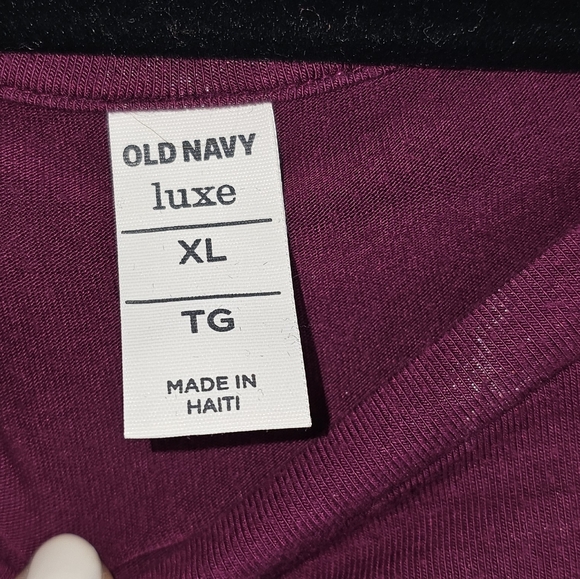 OLD NAVY
luxe
XL
TG
MADE IN
HAITI